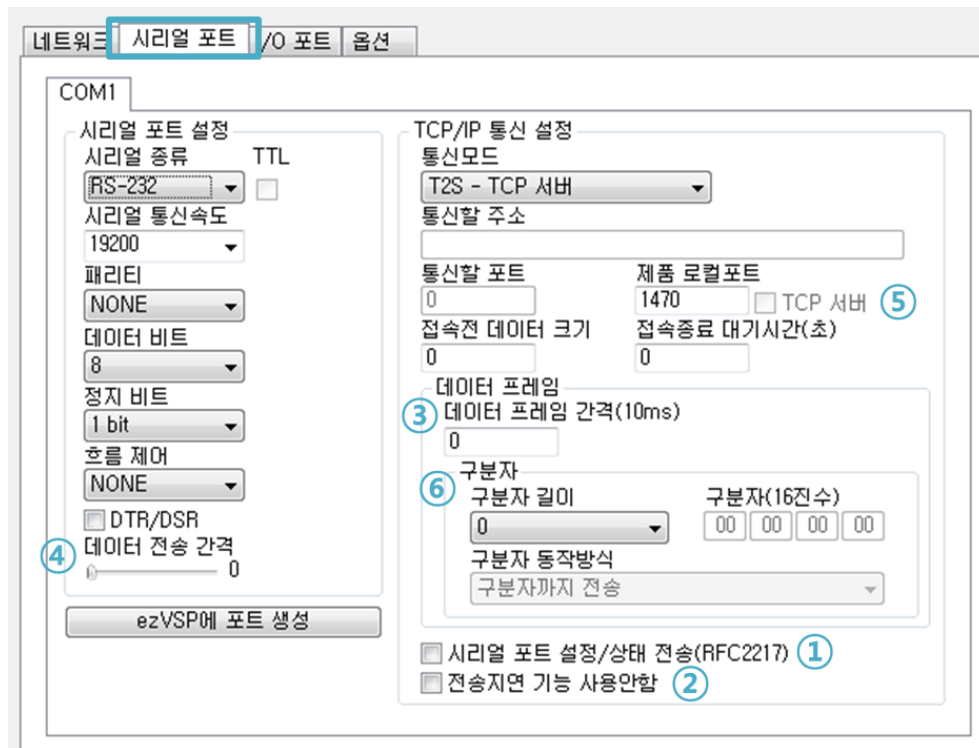 네트워크 시리얼 포트 /O 포트 옵션
COM1
시리얼 포트 설정
시리얼 종류 TTL
RS-232
시리얼 통신속도
19200
패리티
NONE
데이터 비트
8
정지 비트
1 bit
흐름 제어
NONE
DTR/DSR
④ 데이터 전송 간격
0
ezVSP에 포트 생성
TCP/IP 통신 설정
통신모드
T2S - TCP 서버
통신할 주소
통신할 포트 제품 로컬포트
0 1470 TCP 서버 ⑤
접속전 데이터 크기 접속종료 대기시간(초)
0 0
데이터 프레임
③ 데이터 프레임 간격(10ms)
0
구분자
⑥ 구분자 길이 구분자(16진수)
0 00 00 00 00
구분자 동작방식
구분자까지 전송
시리얼 포트 설정/상태 전송(RFC2217) ①
전송지연 기능 사용안함 ②